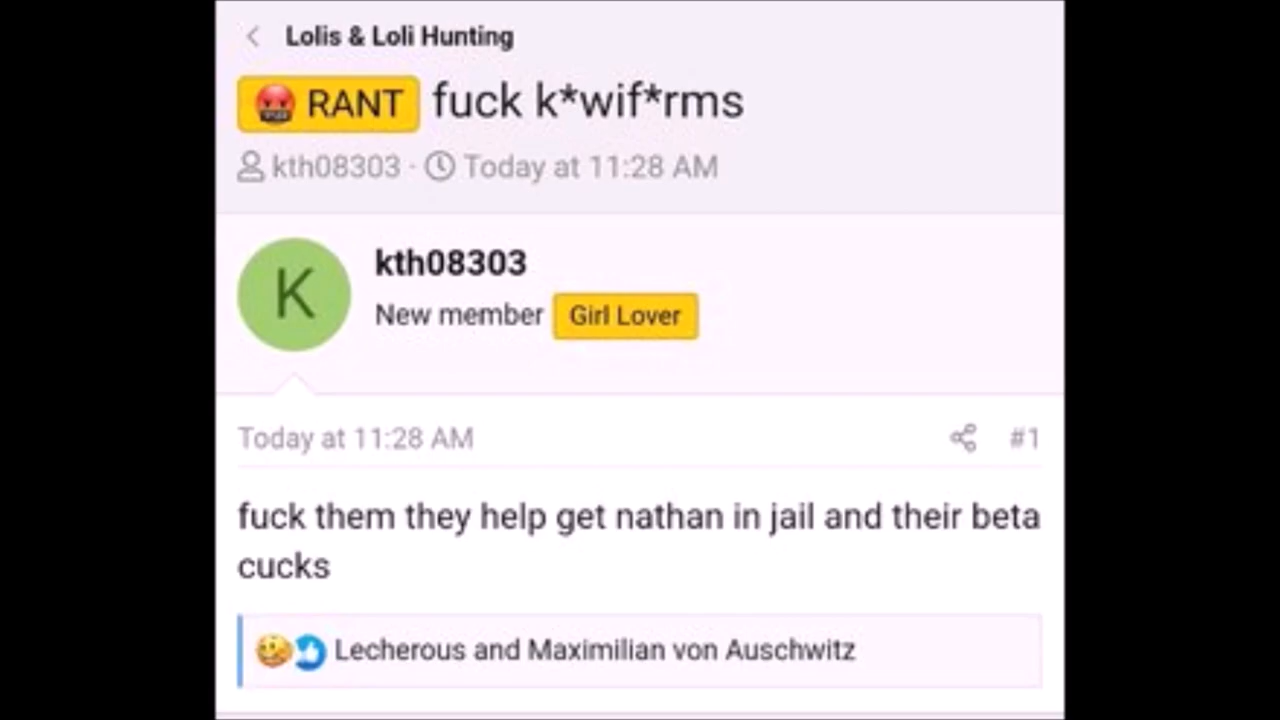 Lolis & Loli Hunting
RANT fuck k*wif*rms
kth08303 · Today at 11:28 AM
K
kth08303
New member Girl Lover
Today at 11:28 AM #1
fuck them they help get nathan in jail and their beta
cucks
Lecherous and Maximilian von Auschwitz